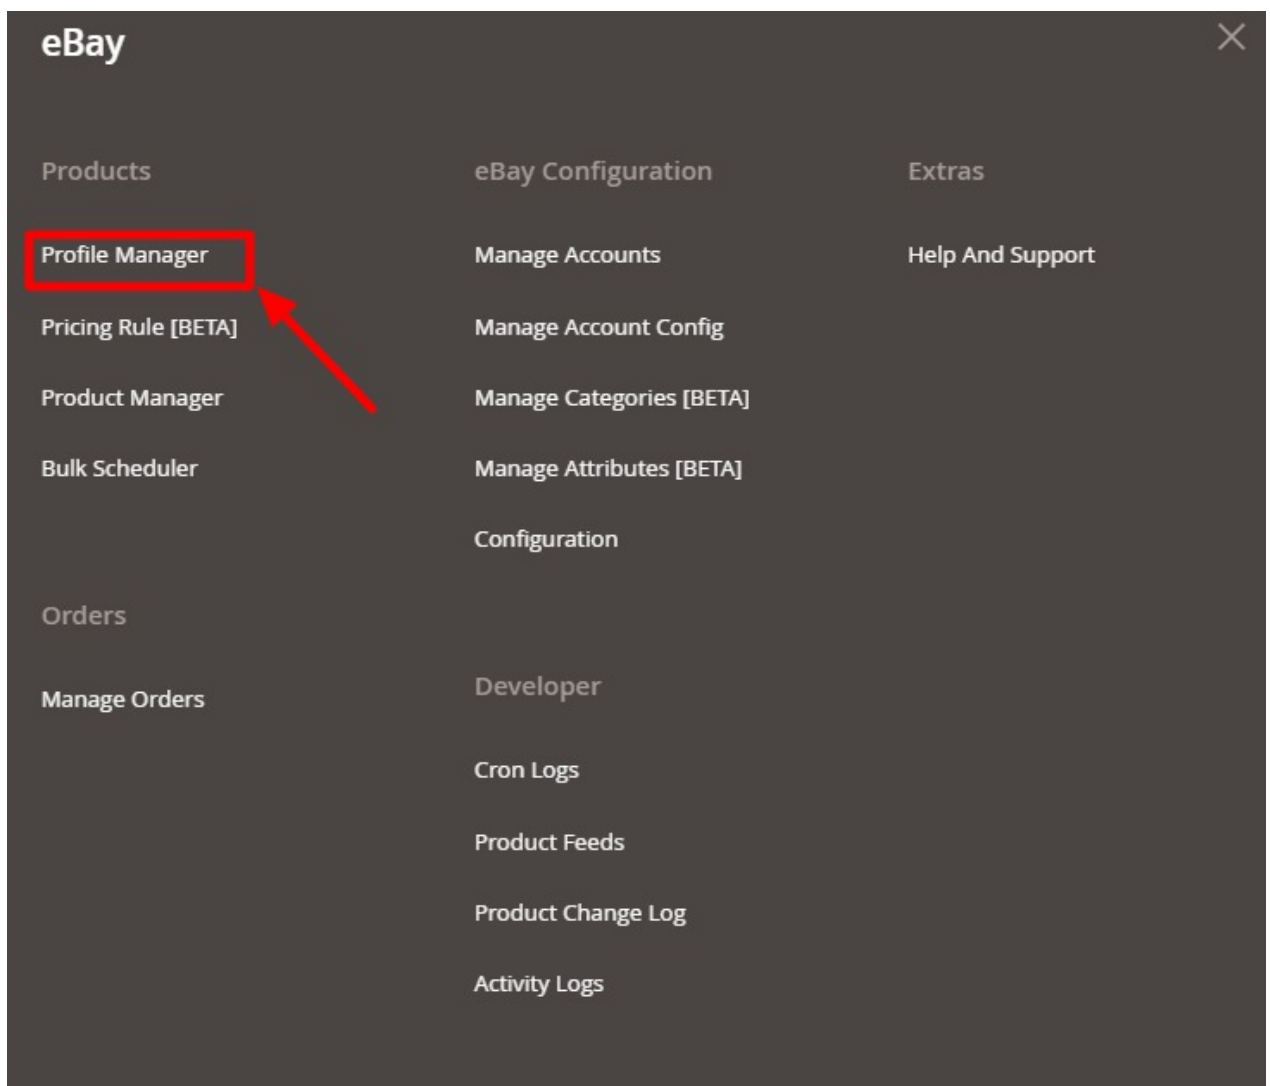 eBay
Products
Profile Manager
Pricing Rule [BETA]
Product Manager
Bulk Scheduler
Orders
Manage Orders
eBay Configuration
Manage Accounts
Manage Account Config
Manage Categories [BETA]
Manage Attributes [BETA]
Configuration
Developer
Cron Logs
Product Feeds
Product Change Log
Activity Logs
Extras
Help And Support